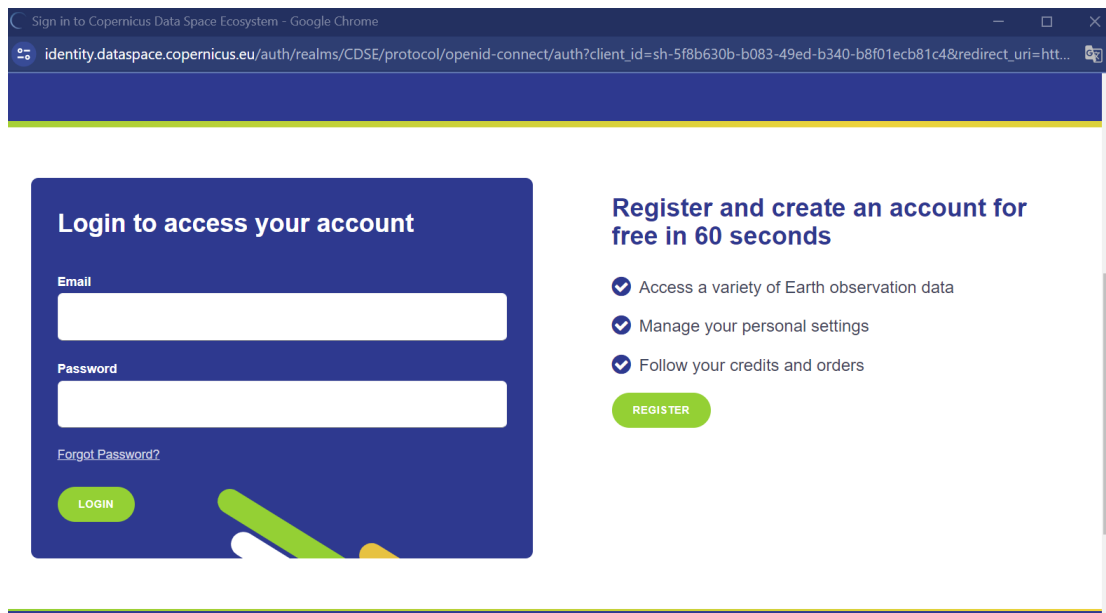 Sign in to Copernicus Data Space Ecosystem - Google Chrome
identity.dataspace.copernicus.eu/auth/realms/CDSE/protocol/openid-connect/auth?client_id=sh-5f8b630b-b083-49ed-b340-b8f01ecb81c4&redirect_uri=htt...
Login to access your account
Email
Password
Forgot Password?
LOGIN
Register and create an account for
free in 60 seconds
Access a variety of Earth observation data
Manage your personal settings
Follow your credits and orders
REGISTER